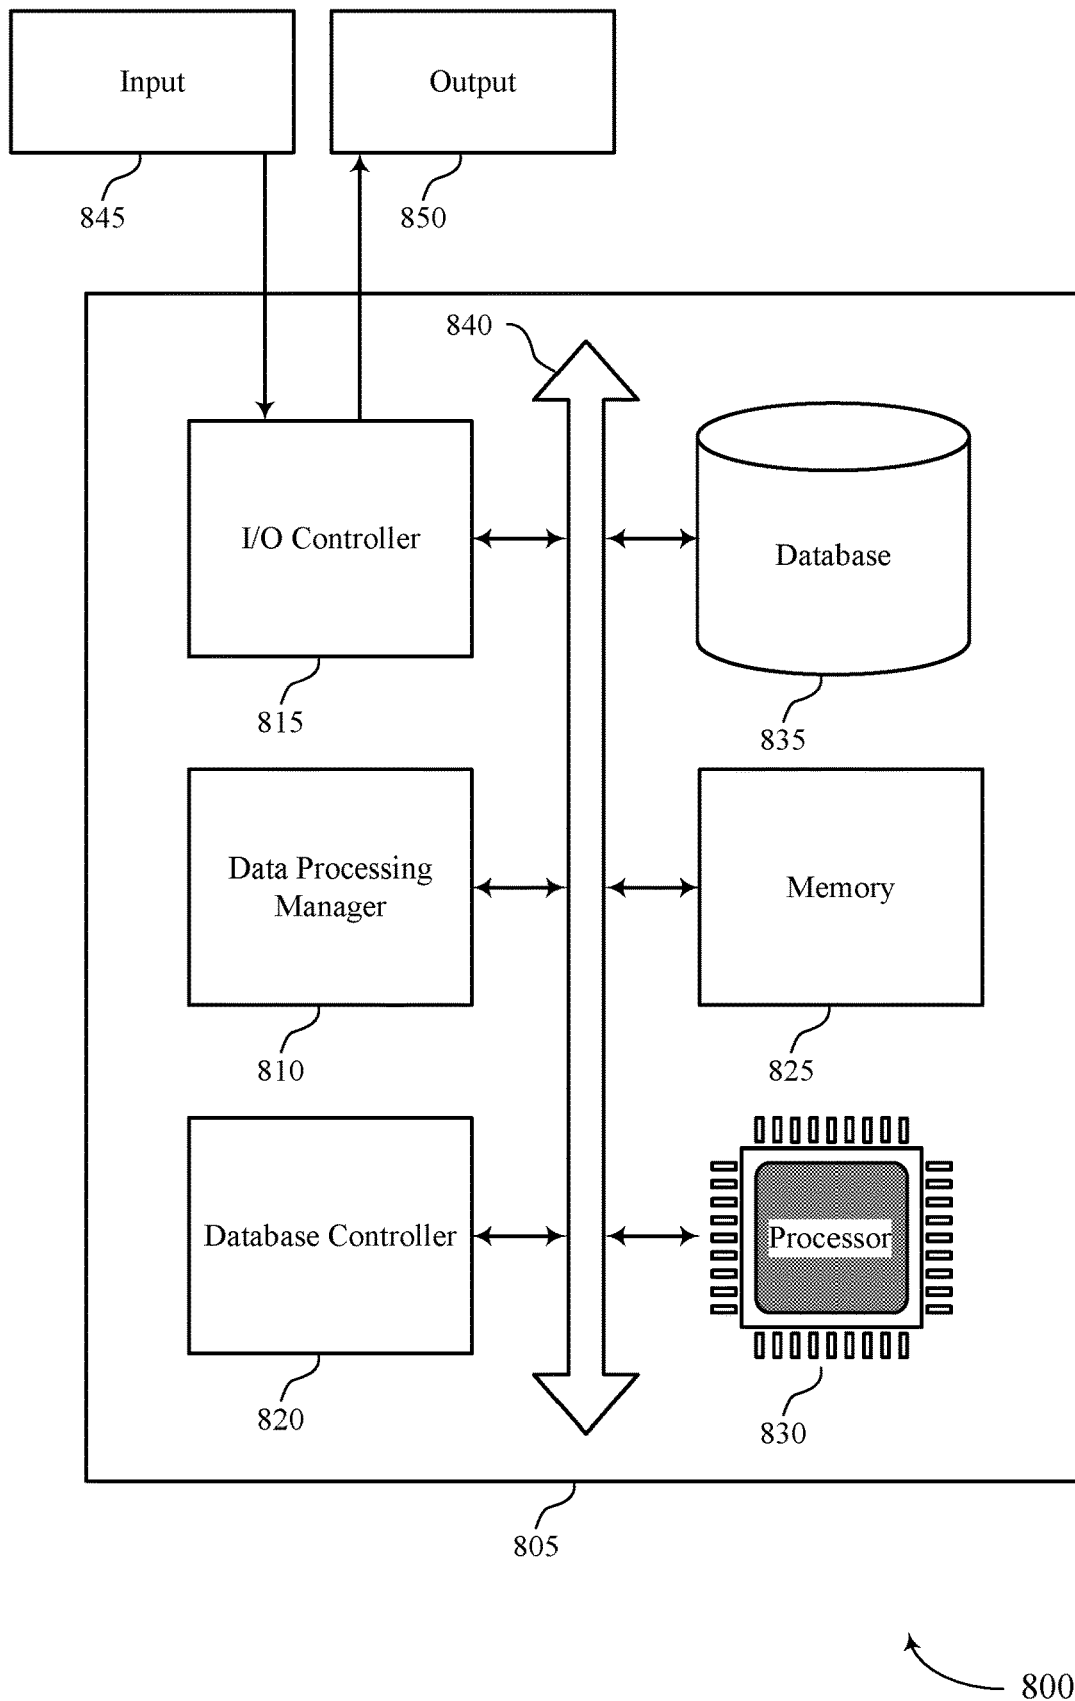 Input
Output
845
850
840
I/O Controller
Database
815
835
Data Processing
Manager
Memory
810
825
Database Controller
Processor
820
830
805
800